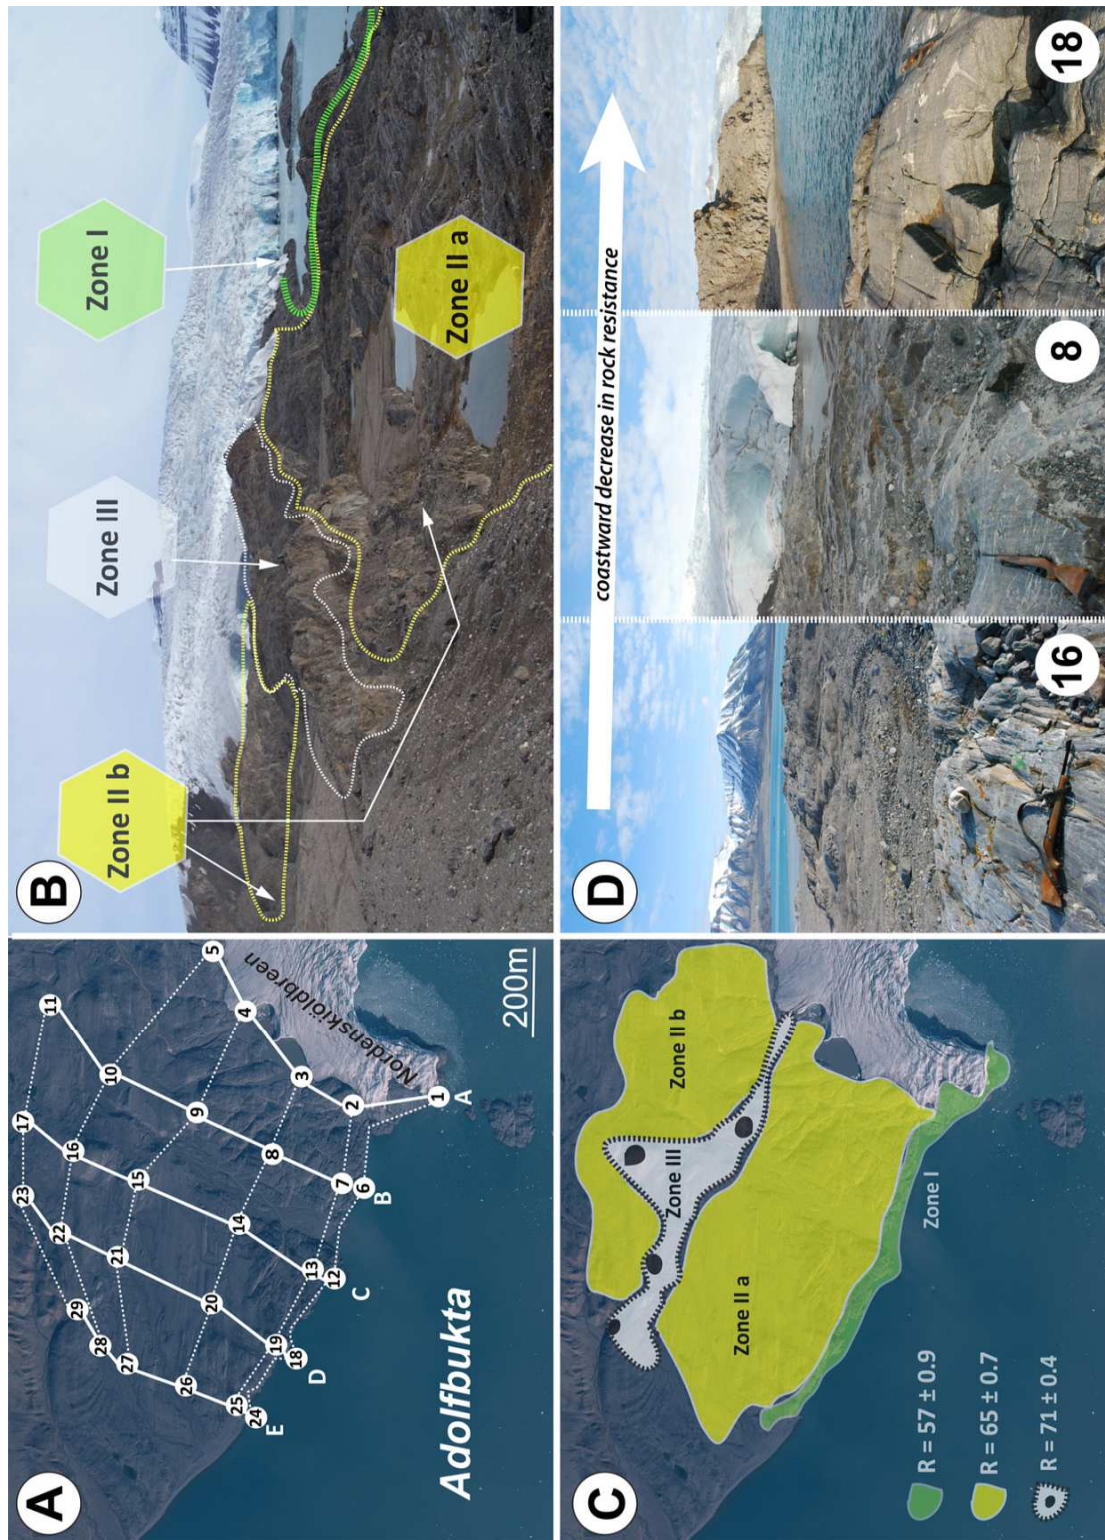 A
11
5
17
10
4
23
16
9
3
Nordenskiöldbreen
22
15
8
2
1
A
29
21
14
7
6
B
28
20
13
12
C
27
19
18
D
26
25
24
E
Adolfbukta
200m
B
Zone II b
Zone III
Zone I
Zone II a
C
Zone II b
Zone III
Zone II a
Zone I
R = 57 ± 0.9
R = 65 ± 0.7
R = 71 ± 0.4
D
coastward decrease in rock resistance
16
8
18